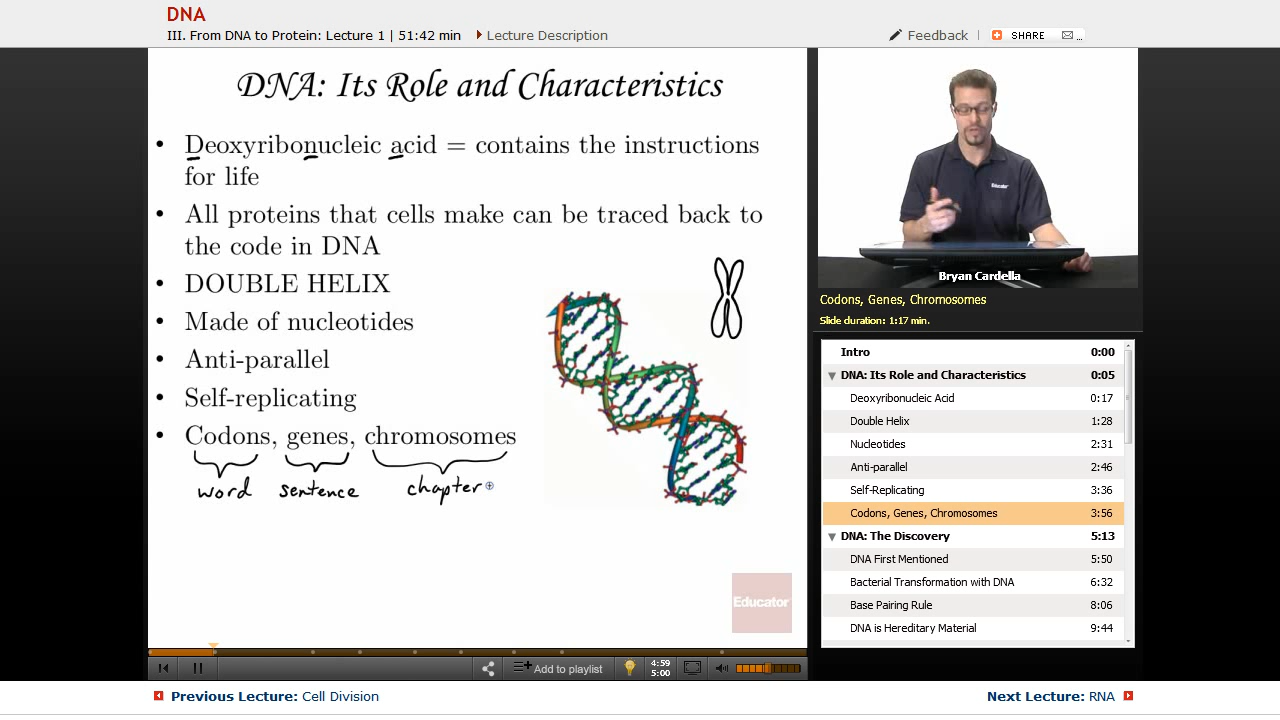 DNA
III. From DNA to Protein: Lecture 1 | 51:42 min
Lecture Description
Feedback
SHARE
DNA: Its Role and Characteristics
• Deoxyribonucleic acid = contains the instructions
for life
• All proteins that cells make can be traced back to
the code in DNA
• DOUBLE HELIX
• Made of nucleotides
• Anti-parallel
• Self-replicating
• Codons, genes, chromosomes
word sentence chapter
Educator
Educator
Bryan Cardella
Codons, Genes, Chromosomes
Slide duration: 1:17 min.
Intro 0:00
DNA: Its Role and Characteristics 0:05
Deoxyribonucleic Acid 0:17
Double Helix 1:28
Nucleotides 2:31
Anti-parallel 2:46
Self-Replicating 3:36
Codons, Genes, Chromosomes 3:56
DNA: The Discovery 5:13
DNA First Mentioned 5:50
Bacterial Transformation with DNA 6:32
Base Pairing Rule 8:06
DNA is Hereditary Material 9:44
Add to playlist
4:59
5:00
Previous Lecture: Cell Division
Next Lecture: RNA